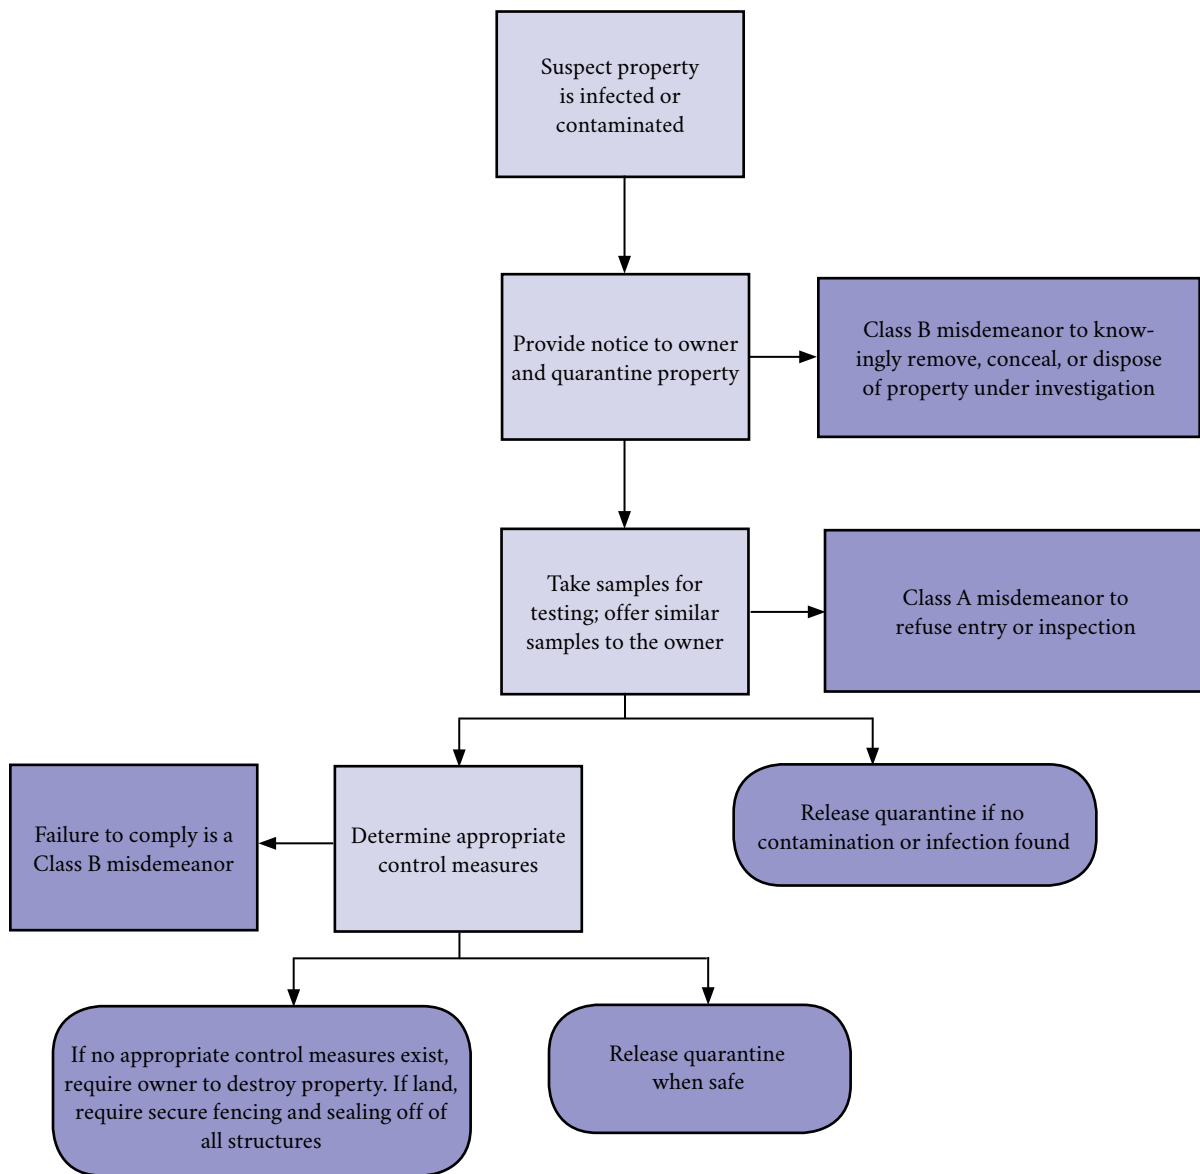 Suspect property
is infected or
contaminated
Provide notice to owner
and quarantine property
Class B misdemeanor to know-
ingly remove, conceal, or dispose
of property under investigation
Take samples for
testing; offer similar
samples to the owner
Class A misdemeanor to
refuse entry or inspection
Failure to comply is a
Class B misdemeanor
Determine appropriate
control measures
Release quarantine if no
contamination or infection found
If no appropriate control measures exist,
require owner to destroy property. If land,
require secure fencing and sealing off of
all structures
Release quarantine
when safe